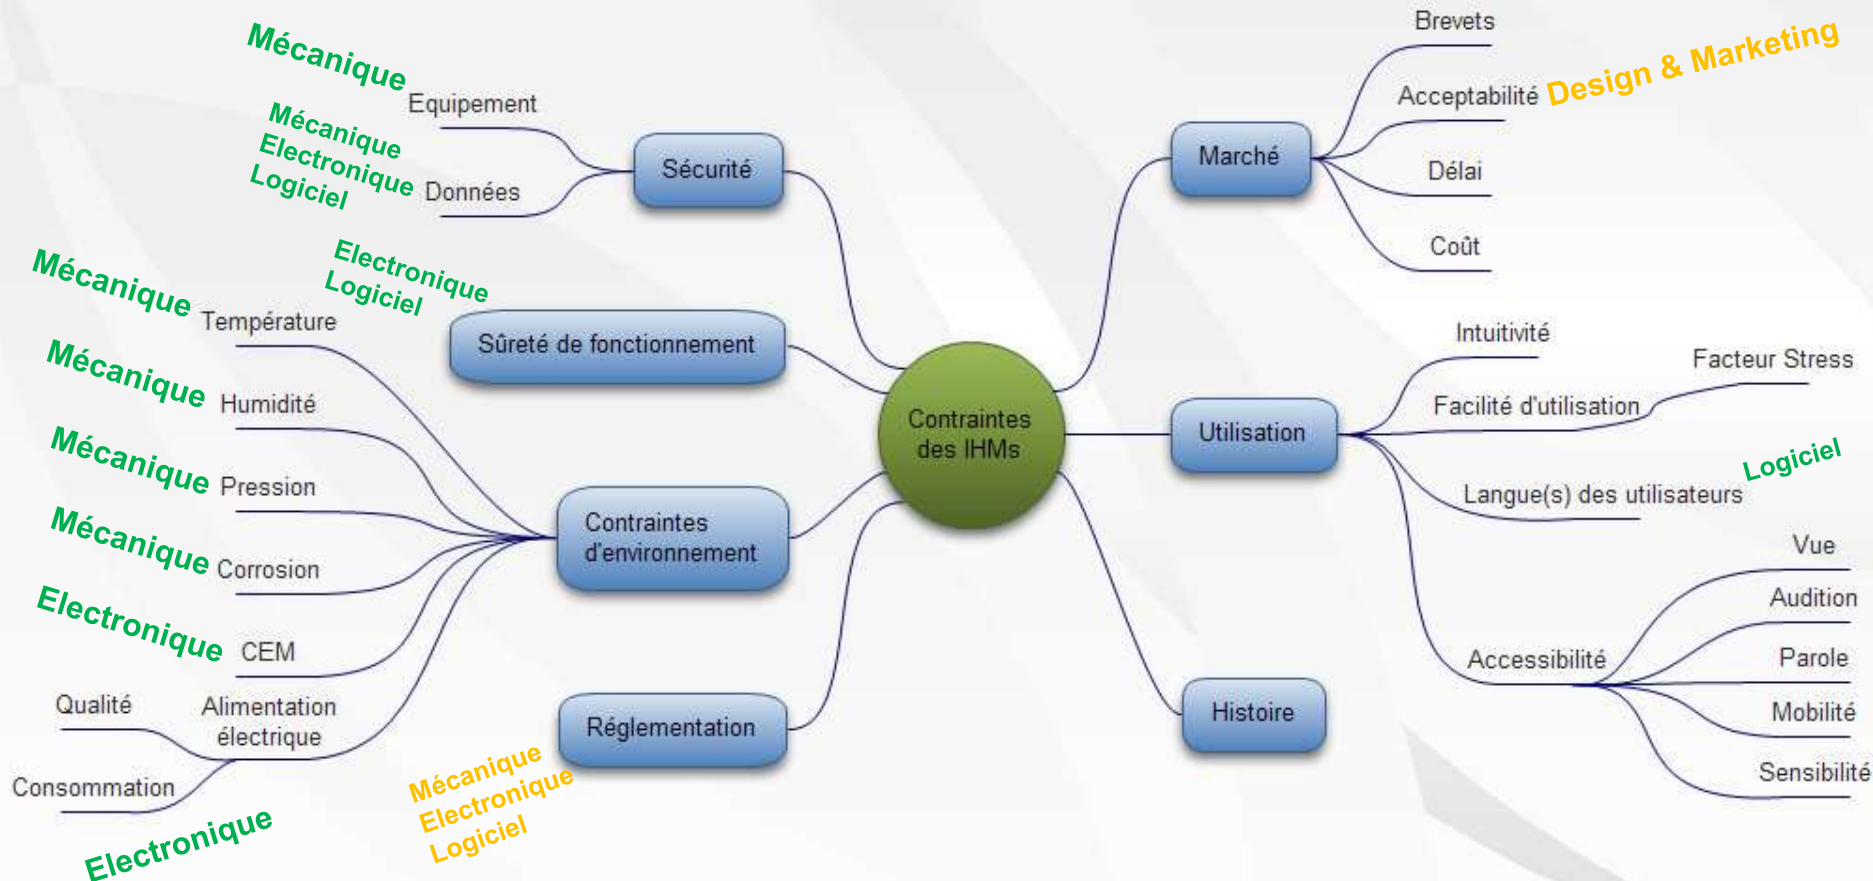 Mécanique
Equipement
Mécanique
Electronique
Logiciel
Données
Sécurité
Electronique
Logiciel
Sûreté de fonctionnement
Mécanique
Température
Mécanique
Humidité
Mécanique
Pression
Mécanique
Corrosion
Electronique
CEM
Qualité
Alimentation
électrique
Consommation
Electronique
Contraintes
d'environnement
Réglementation
Mécanique
Electronique
Logiciel
Contraintes
des IHMs
Marché
Brevets
Acceptabilité
Design & Marketing
Délai
Coût
Utilisation
Intuitivité
Facilité d'utilisation
Facteur Stress
Langue(s) des utilisateurs
Logiciel
Accessibilité
Vue
Audition
Parole
Mobilité
Sensibilité
Histoire